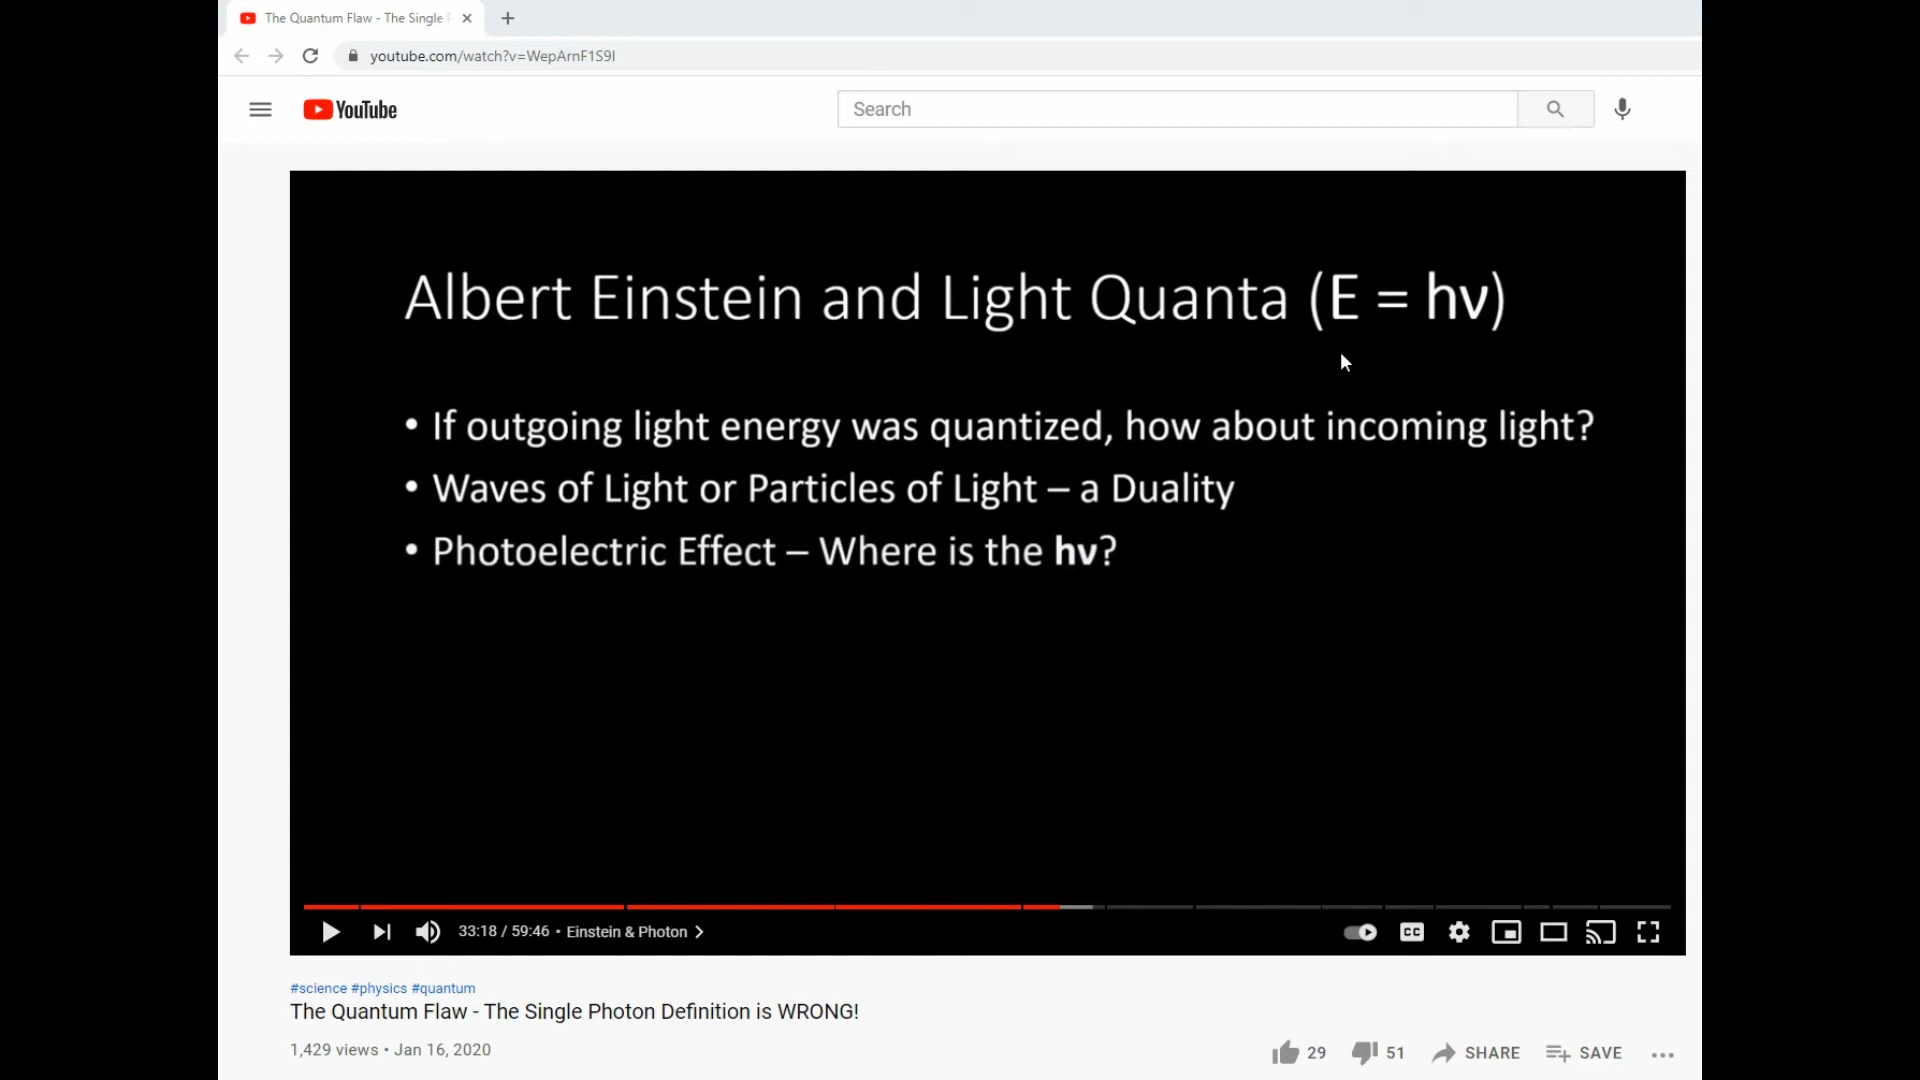 The Quantum Flaw - The Single
youtube.com/watch?v=WepArnF1S9I
YouTube
Search
Albert Einstein and Light Quanta (E = hν)
• If outgoing light energy was quantized, how about incoming light?
• Waves of Light or Particles of Light – a Duality
• Photoelectric Effect – Where is the hν?
33:18 / 59:46 • Einstein & Photon
CC
#science #physics #quantum
The Quantum Flaw - The Single Photon Definition is WRONG!
1,429 views • Jan 16, 2020
29 51 SHARE SAVE